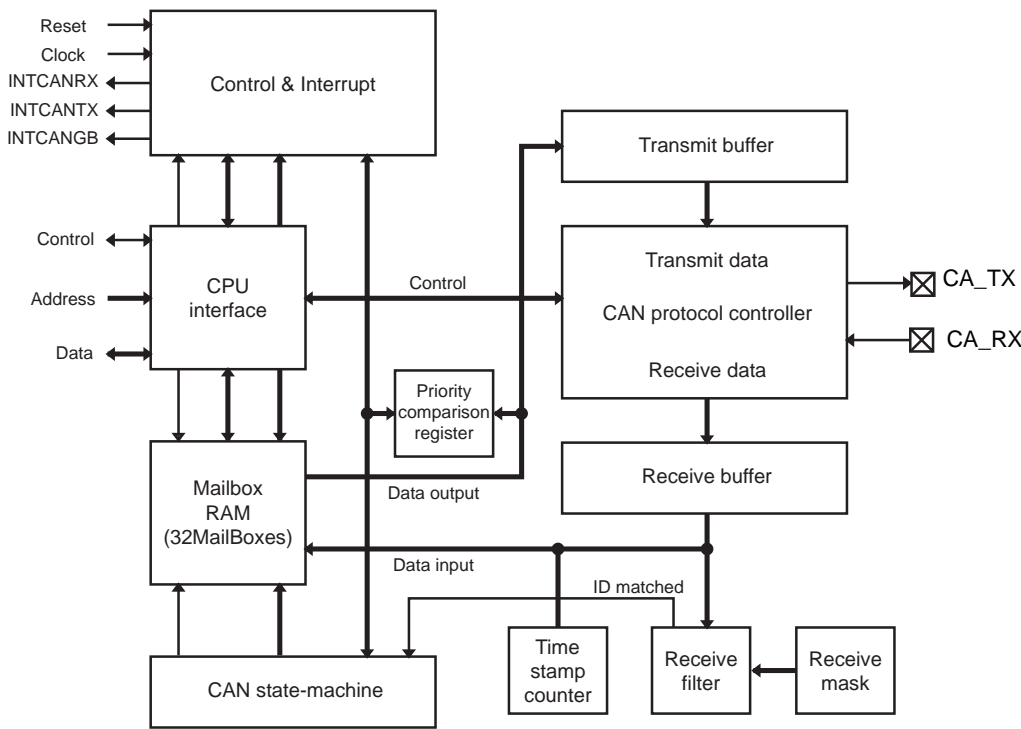 Reset
Clock
INTCANRX
INTCANTX
INTCANGB
Control & Interrupt
Transmit buffer
Control
Address
Data
CPU
interface
Control
Transmit data
CAN protocol controller
Receive data
CA_TX
CA_RX
Priority
comparison
register
Mailbox
RAM
(32MailBoxes)
Data output
Receive buffer
Data input
ID matched
CAN state-machine
Time
stamp
counter
Receive
filter
Receive
mask